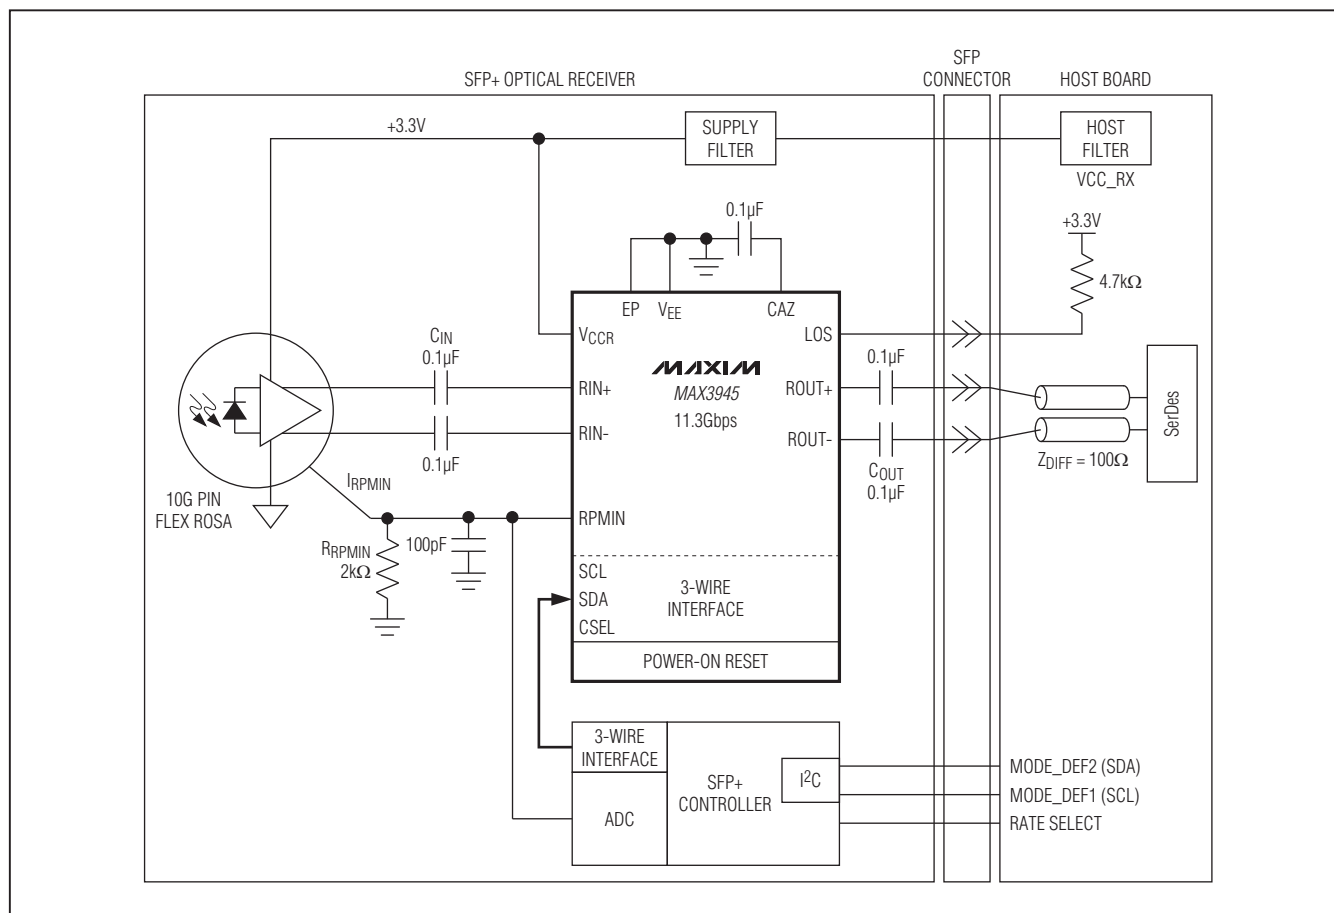 SFP+ OPTICAL RECEIVER
SFP
CONNECTOR
HOST BOARD
+3.3V
SUPPLY
FILTER
HOST
FILTER
VCC_RX
0.1µF
+3.3V
4.7kΩ
EP
VEE
CAZ
VCCR
LOS
CIN
0.1µF
0.1µF
MAXIM
MAX3945
11.3Gbps
RIN+
ROUT+
RIN-
ROUT-
0.1µF
COUT
0.1µF
ZDIFF = 100Ω
SerDes
10G PIN
FLEX ROSA
IRPMIN
RPMIN
RRPMIN
2kΩ
100pF
SCL
SDA
CSEL
3-WIRE
INTERFACE
POWER-ON RESET
3-WIRE
INTERFACE
ADC
SFP+
CONTROLLER
I2C
MODE_DEF2 (SDA)
MODE_DEF1 (SCL)
RATE SELECT